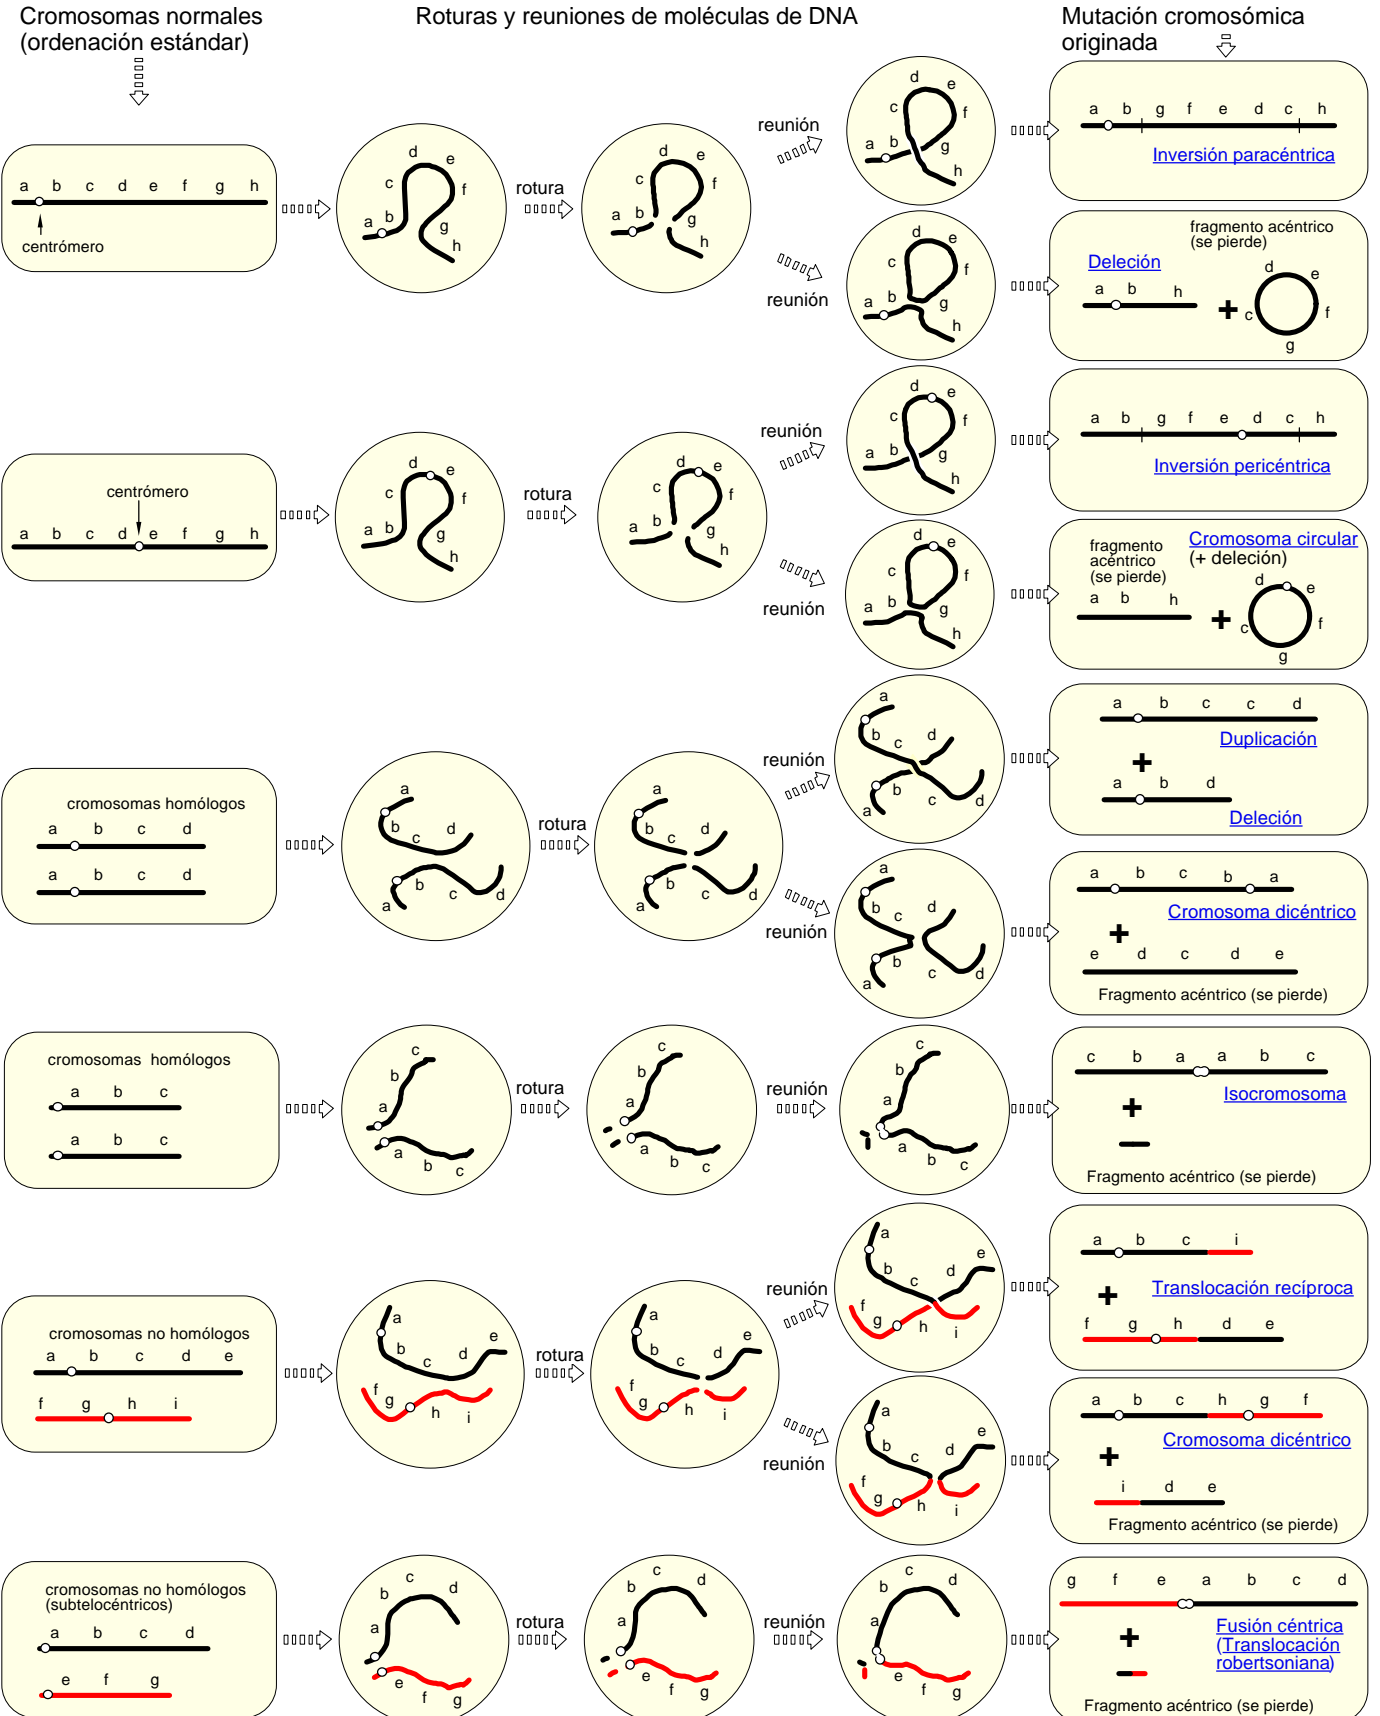 Cromosomas normales
(ordenación estándar)
Roturas y reuniones de moléculas de DNA
Mutación cromosómica
originada
a b c d e f g h
centrómero
a b c d e f g h
rotura
a b c d e f g h
reunión
a b c d e f g h
a b g f e d c h
Inversión paracéntrica
reunión
a b c d e f g h
Deleción
a b h
+
fragmento acéntrico
(se pierde)
c d e f g
centrómero
a b c d e f g h
a b c d e f g h
rotura
a b c d e f g h
reunión
a b c d e f g h
a b g f e d c h
Inversión pericéntrica
reunión
a b c d e f g h
fragmento
acéntrico
(se pierde)
a b h
+
Cromosoma circular
(+ deleción)
c d e f g
cromosomas homólogos
a b c d
a b c d
a b c d
a b c d
rotura
a b c d
a b c d
reunión
a b c d
a b c d
a b c c d
Duplicación
+
a b d
Deleción
reunión
a b c d
a b c d
a b c b a
Cromosoma dicéntrico
+
e d c d e
Fragmento acéntrico (se pierde)
cromosomas homólogos
a b c
a b c
a b c
a b c
rotura
a b c
a b c
reunión
a b c
a b c
c b a a b c
Isocromosoma
+
Fragmento acéntrico (se pierde)
cromosomas no homólogos
a b c d e
f g h i
a b c d e
f g h i
rotura
a b c d e
f g h i
reunión
a b c d e
f g h i
a b c i
Translocación recíproca
+
f g h d e
reunión
a b c d e
f g h i
a b c h g f
Cromosoma dicéntrico
+
i d e
Fragmento acéntrico (se pierde)
cromosomas no homólogos
(subtelocéntricos)
a b c d
e f g
a b c d
e f g
rotura
a b c d
e f g
reunión
a b c d
e f g
g f e a b c d
Fusión céntrica
(Translocación
robertsoniana)
+
Fragmento acéntrico (se pierde)